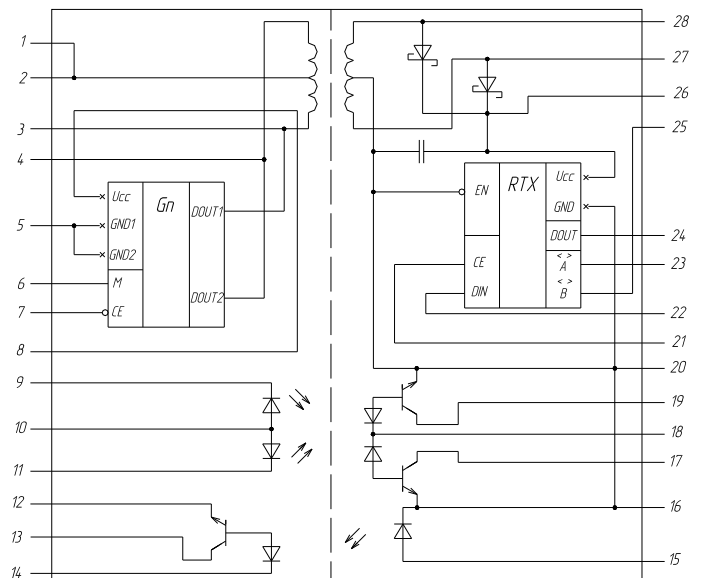 1
2
3
4
5
6
7
8
9
10
11
12
13
14
Ucc
GND1
GND2
M
CE
Gn
DOUT1
DOUT2
EN
CE
DIN
RTX
Ucc
GND
DOUT
< >
A
< >
B
28
27
26
25
24
23
22
21
20
19
18
17
16
15